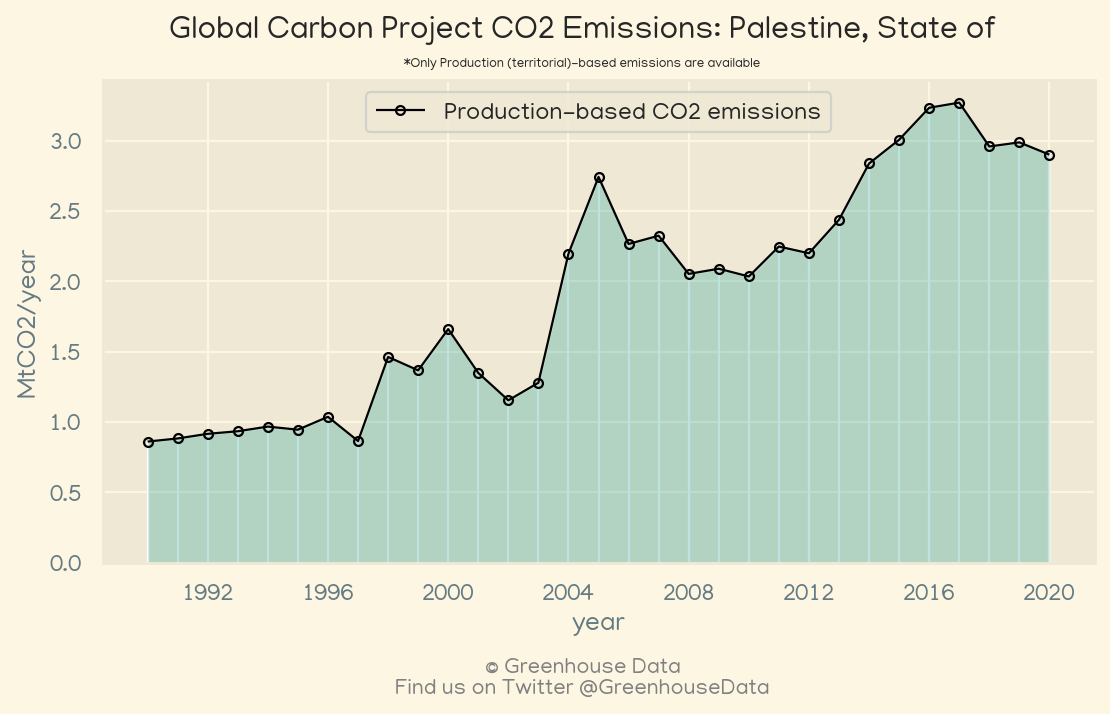 Global Carbon Project CO2 Emissions: Palestine, State of
*Only Production (territorial)-based emissions are available
Production-based CO2 emissions
3.0
2.5
2.0
1.5
1.0
0.5
0.0
MtCO2/year
1992 1996 2000 2004 2008 2012 2016 2020
year
© Greenhouse Data
Find us on Twitter @GreenhouseData